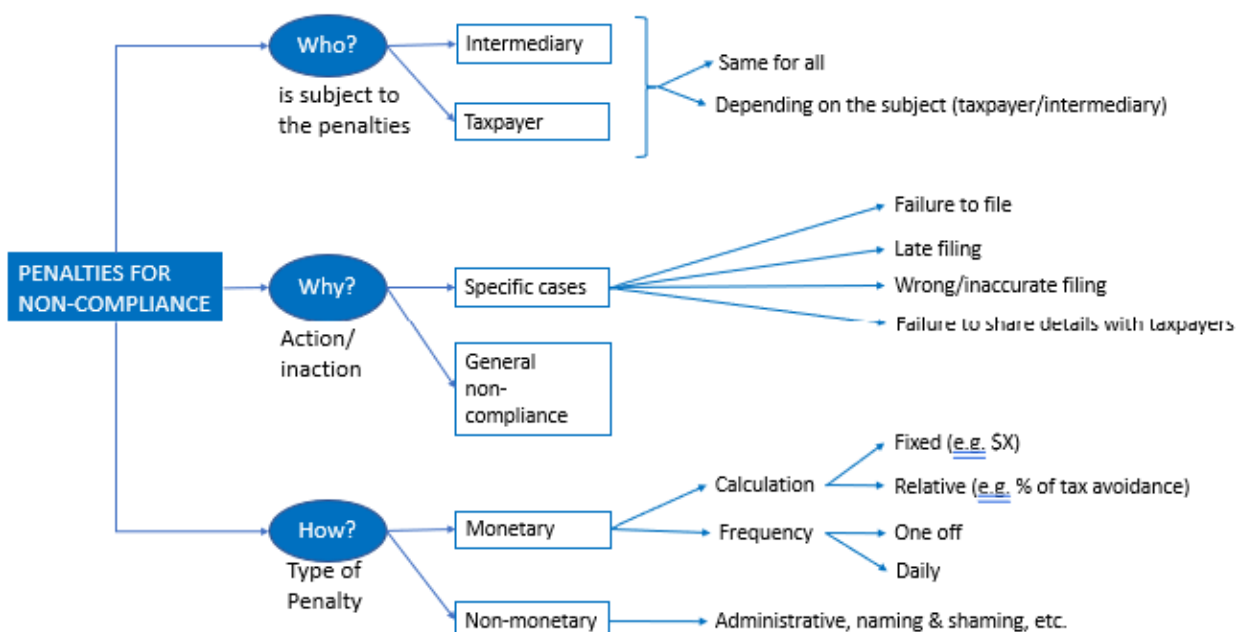 Who?
is subject to
the penalties
Intermediary
Taxpayer
Same for all
Depending on the subject (taxpayer/intermediary)
PENALTIES FOR
NON-COMPLIANCE
Why?
Action/
inaction
Specific cases
General
non-
compliance
Failure to file
Late filing
Wrong/inaccurate filing
Failure to share details with taxpayers
How?
Type of
Penalty
Monetary
Non-monetary
Calculation
Frequency
Fixed (e.g. $X)
Relative (e.g. % of tax avoidance)
One off
Daily
Administrative, naming & shaming, etc.